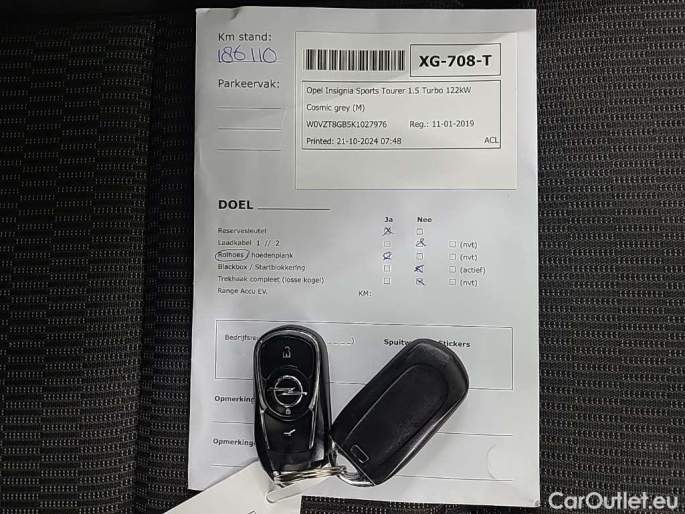 Km stand:
186110
Parkeervak:
XG-708-T
Opel Insignia Sports Tourer 1.5 Turbo 122kW
Cosmic grey (M)
W0VZT8GB5K1027976 Reg.: 11-01-2019
Printed: 21-10-2024 07:48 ACL
DOEL
Ja Nee
Reservesleutel
Laadkabel 1 // 2 (nvt)
Rolhoes / hoedenplank (nvt)
Blackbox / Startblokkering (actief)
Trekhaak compleet (losse kogel) (nvt)
Range Accu EV. KM:
Stickers
CarOutlet.eu